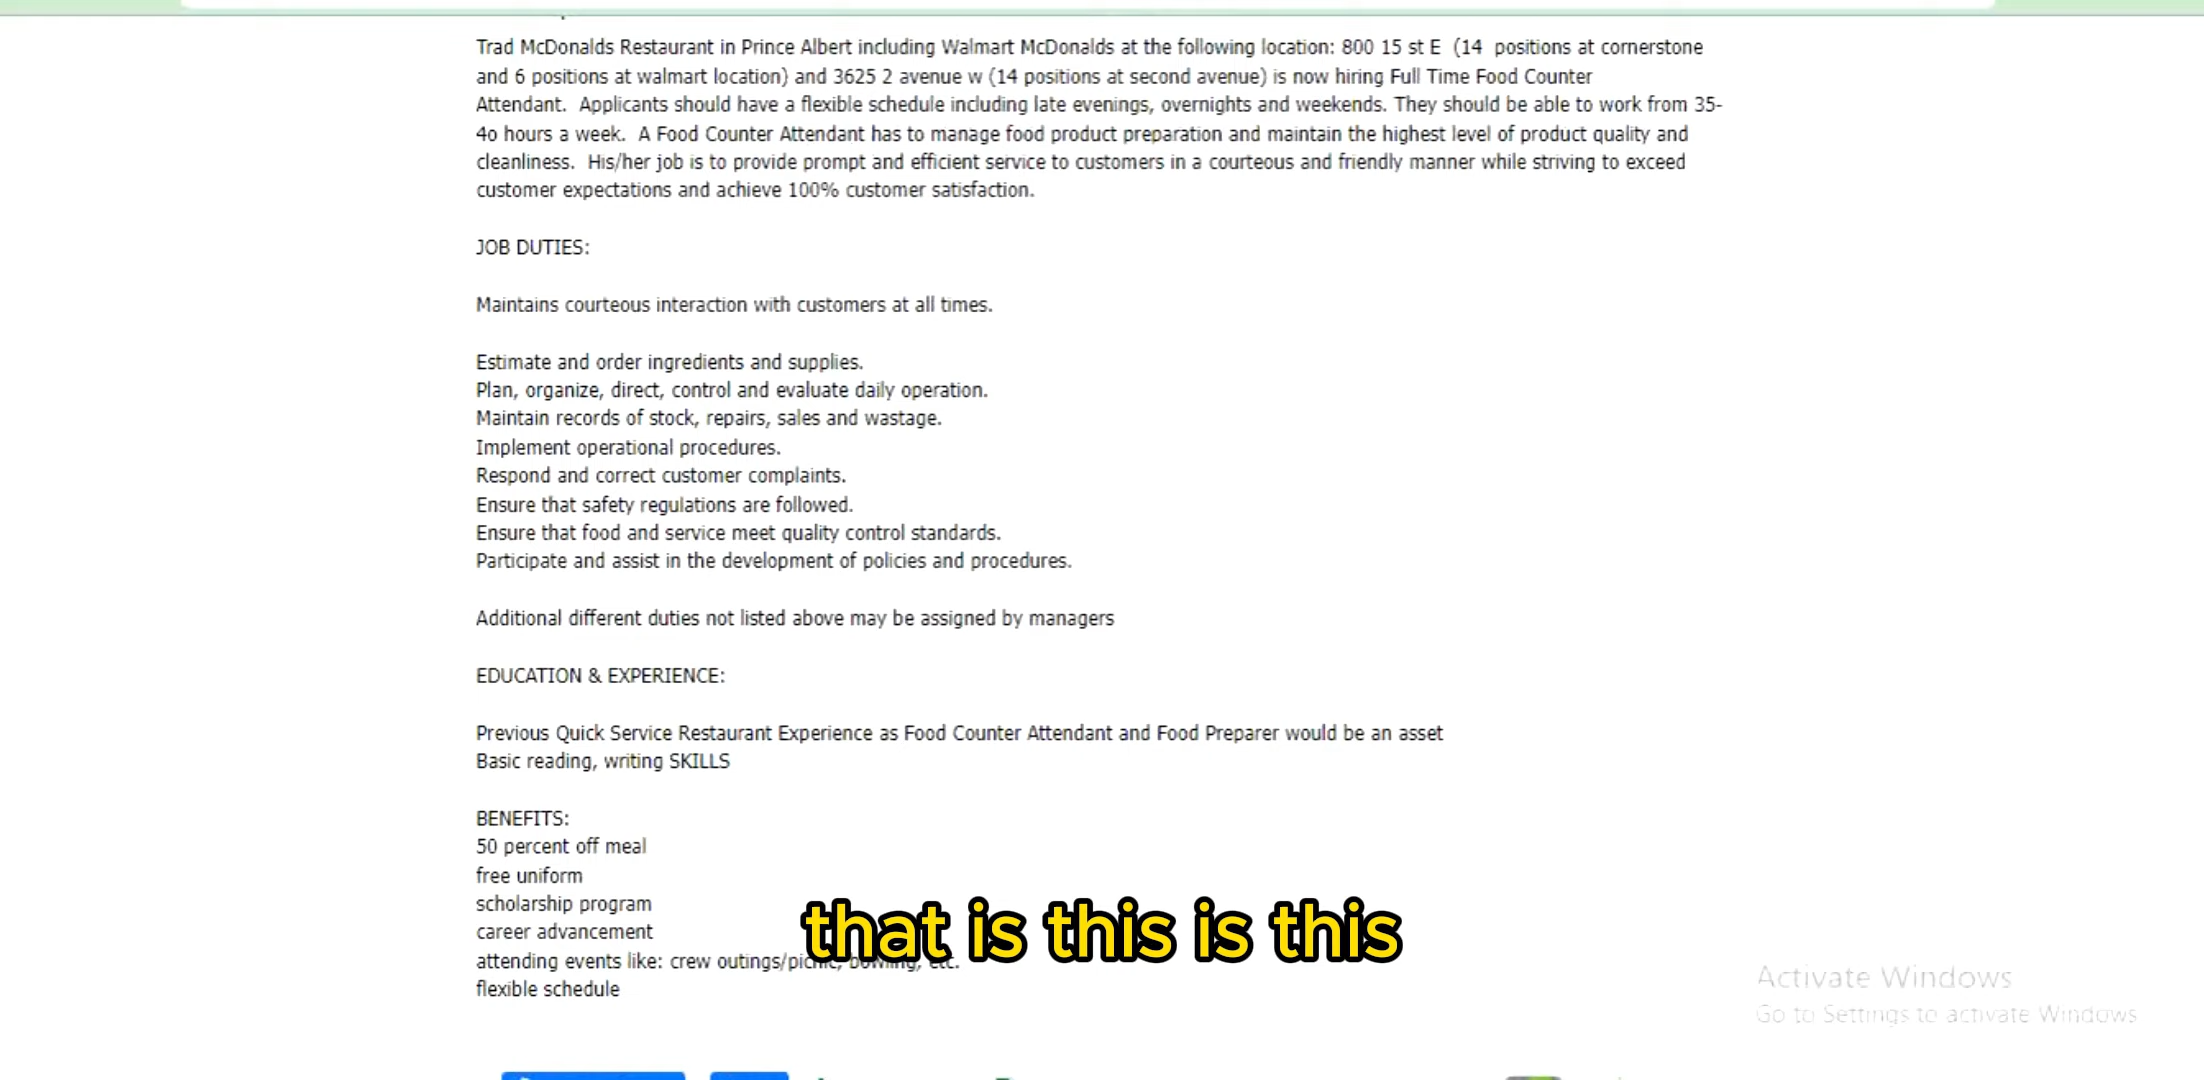 Trad McDonalds Restaurant in Prince Albert including Walmart McDonalds at the following location: 800 15 st E (14 positions at cornerstone
and 6 positions at walmart location) and 3625 2 avenue w (14 positions at second avenue) is now hiring Full Time Food Counter
Attendant. Applicants should have a flexible schedule including late evenings, overnights and weekends. They should be able to work from 35-
4o hours a week. A Food Counter Attendant has to manage food product preparation and maintain the highest level of product quality and
cleanliness. His/her job is to provide prompt and efficient service to customers in a courteous and friendly manner while striving to exceed
customer expectations and achieve 100% customer satisfaction.
JOB DUTIES:
Maintains courteous interaction with customers at all times.
Estimate and order ingredients and supplies.
Plan, organize, direct, control and evaluate daily operation.
Maintain records of stock, repairs, sales and wastage.
Implement operational procedures.
Respond and correct customer complaints.
Ensure that safety regulations are followed.
Ensure that food and service meet quality control standards.
Participate and assist in the development of policies and procedures.
Additional different duties not listed above may be assigned by managers
EDUCATION & EXPERIENCE:
Previous Quick Service Restaurant Experience as Food Counter Attendant and Food Preparer would be an asset
Basic reading, writing SKILLS
BENEFITS:
50 percent off meal
free uniform
scholarship program
career advancement
that is this is this
attending events like: crew outings/picnic, bowling, etc.
flexible schedule
Activate Windows
Go to Settings to activate Windows